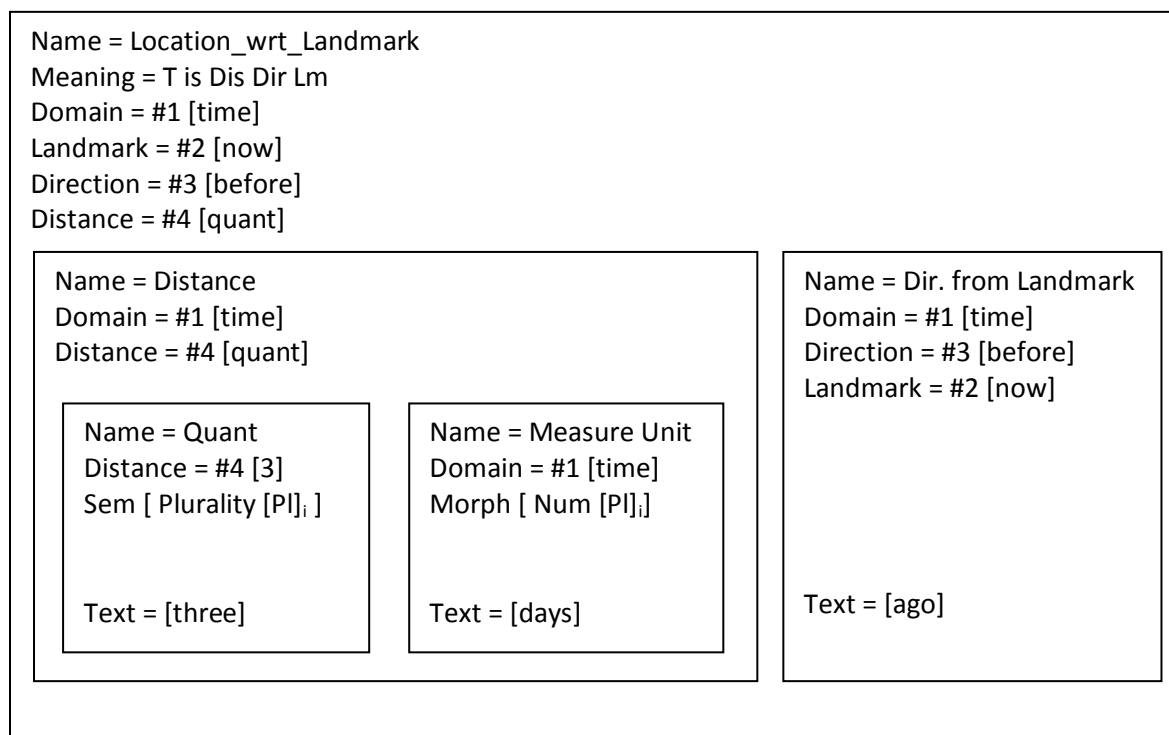 Name = Location_wrt_Landmark
Meaning = T is Dis Dir Lm
Domain = #1 [time]
Landmark = #2 [now]
Direction = #3 [before]
Distance = #4 [quant]
Name = Distance
Domain = #1 [time]
Distance = #4 [quant]
Name = Quant
Distance = #4 [3]
Sem [ Plurality [Pl]i ]
Text = [three]
Name = Measure Unit
Domain = #1 [time]
Morph [ Num [Pl]i]
Text = [days]
Name = Dir. from Landmark
Domain = #1 [time]
Direction = #3 [before]
Landmark = #2 [now]
Text = [ago]